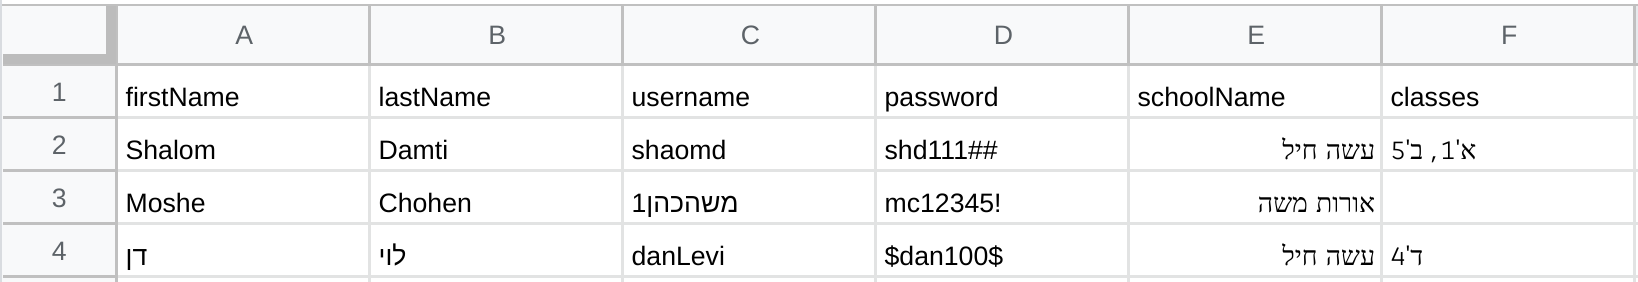 A B C D E F
1 firstName lastName username password schoolName classes
2 Shalom Damti shaomd shd111## עשה חיל א'1, ב'5
3 Moshe Chohen משהכהן1 mc12345! אורות משה
4 דן לוי danLevi $dan100$ עשה חיל ד'4